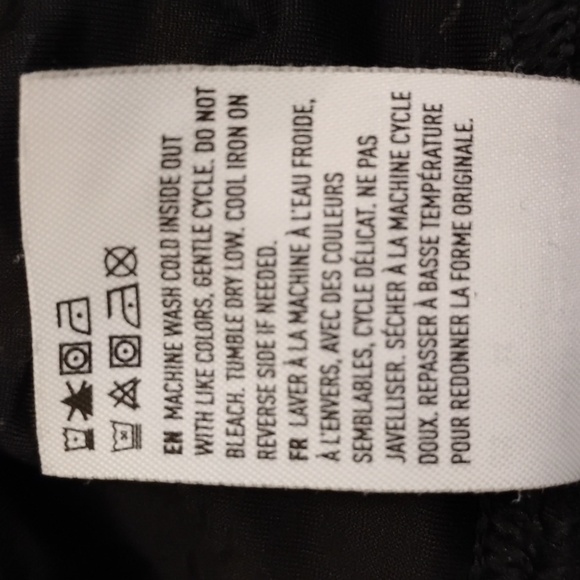 EN MACHINE WASH COLD INSIDE OUT
WITH LIKE COLORS, GENTLE CYCLE. DO NOT
BLEACH. TUMBLE DRY LOW. COOL IRON ON
REVERSE SIDE IF NEEDED.
FR LAVER À LA MACHINE À L'EAU FROIDE,
À L'ENVERS, AVEC DES COULEURS
SEMBLABLES, CYCLE DÉLICAT. NE PAS
JAVELLISER. SÉCHER À LA MACHINE CYCLE
DOUX. REPASSER À BASSE TEMPÉRATURE
POUR REDONNER LA FORME ORIGINALE.